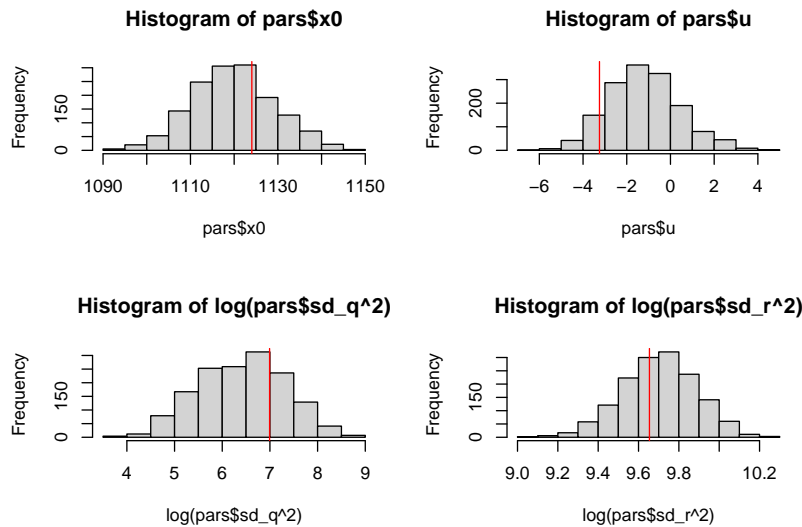 Histogram of pars$x0
Frequency
0
150
1090
1110
1130
1150
pars$x0
Histogram of pars$u
Frequency
0
200
−6
−4
−2
0
2
4
pars$u
Histogram of log(pars$sd_q^2)
Frequency
0
150
4
5
6
7
8
9
log(pars$sd_q^2)
Histogram of log(pars$sd_r^2)
Frequency
0
150
9.0
9.2
9.4
9.6
9.8
10.2
log(pars$sd_r^2)